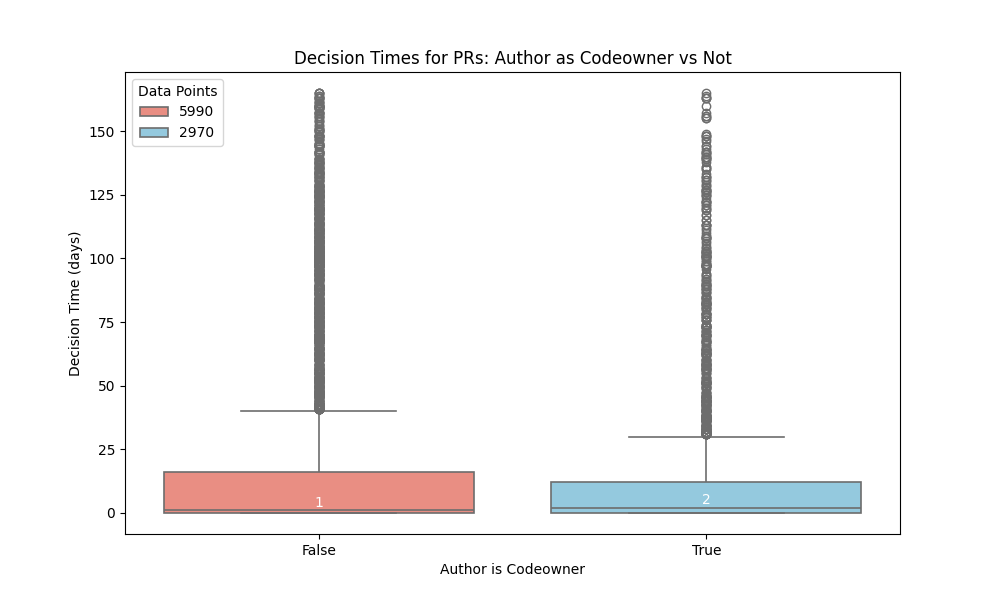 Decision Times for PRs: Author as Codeowner vs Not
Data Points
5990
2970
Decision Time (days)
150
125
100
75
50
25
0
1
2
False
True
Author is Codeowner